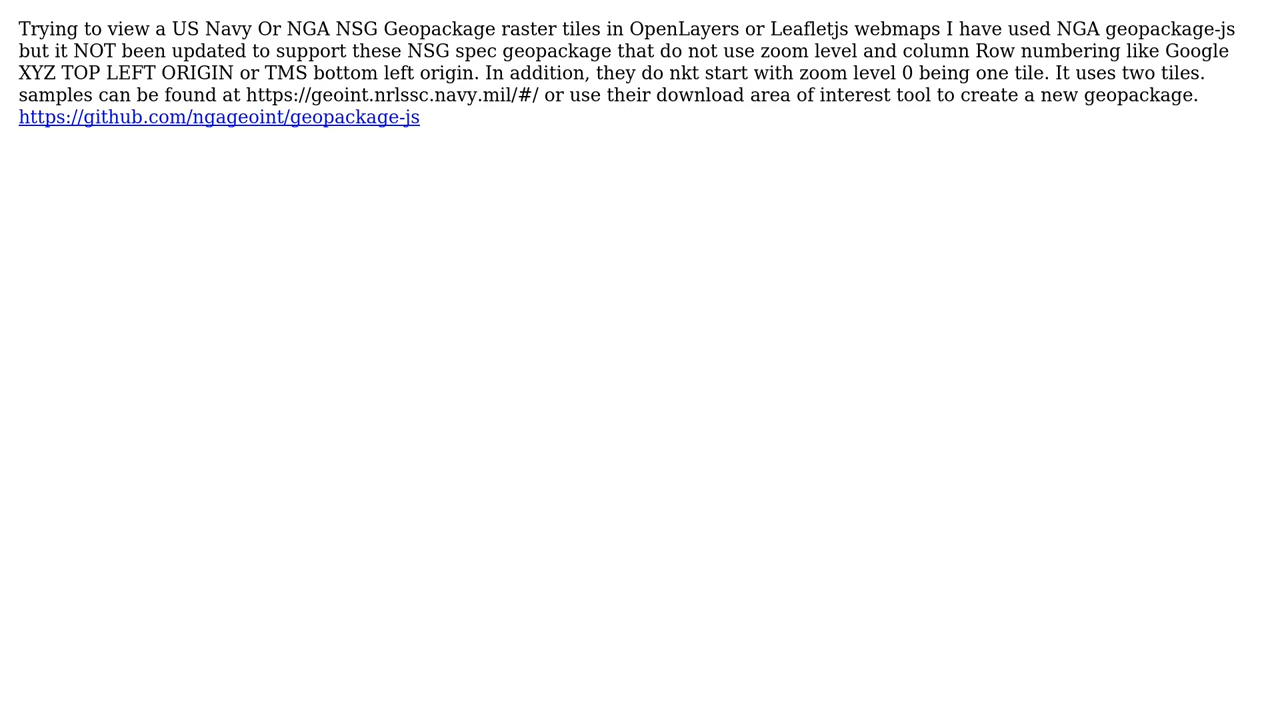 Trying to view a US Navy Or NGA NSG Geopackage raster tiles in OpenLayers or Leafletjs webmaps I have used NGA geopackage-js
but it NOT been updated to support these NSG spec geopackage that do not use zoom level and column Row numbering like Google
XYZ TOP LEFT ORIGIN or TMS bottom left origin. In addition, they do nkt start with zoom level 0 being one tile. It uses two tiles.
samples can be found at https://geoint.nrlssc.navy.mil/#/ or use their download area of interest tool to create a new geopackage.
https://github.com/ngageoint/geopackage-js